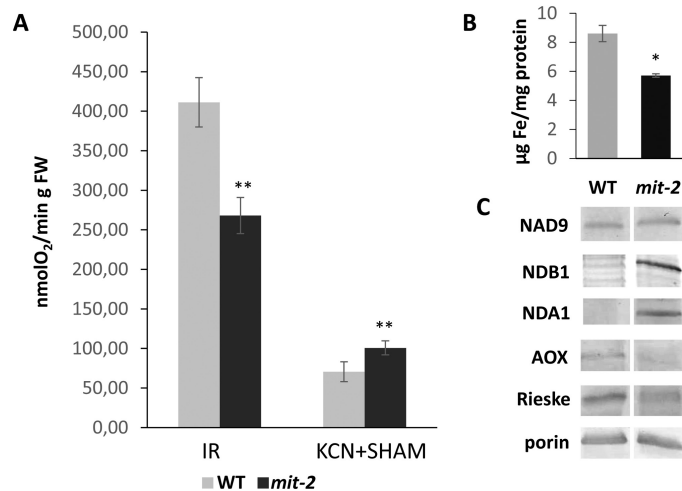 A
nmolO2/min g FW
500,00
450,00
400,00
350,00
300,00
250,00
200,00
150,00
100,00
50,00
0,00
**
**
IR KCN+SHAM
WT mit-2
B
µg Fe/mg protein
10
8
6
4
2
0
*
WT mit-2
C
NAD9
NDB1
NDA1
AOX
Rieske
porin